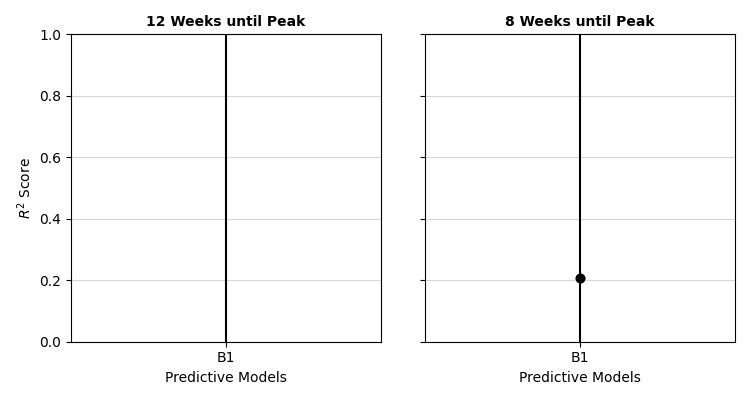 12 Weeks until Peak
8 Weeks until Peak
1.0
0.8
0.6
0.4
0.2
0.0
R² Score
B1
B1
Predictive Models
Predictive Models